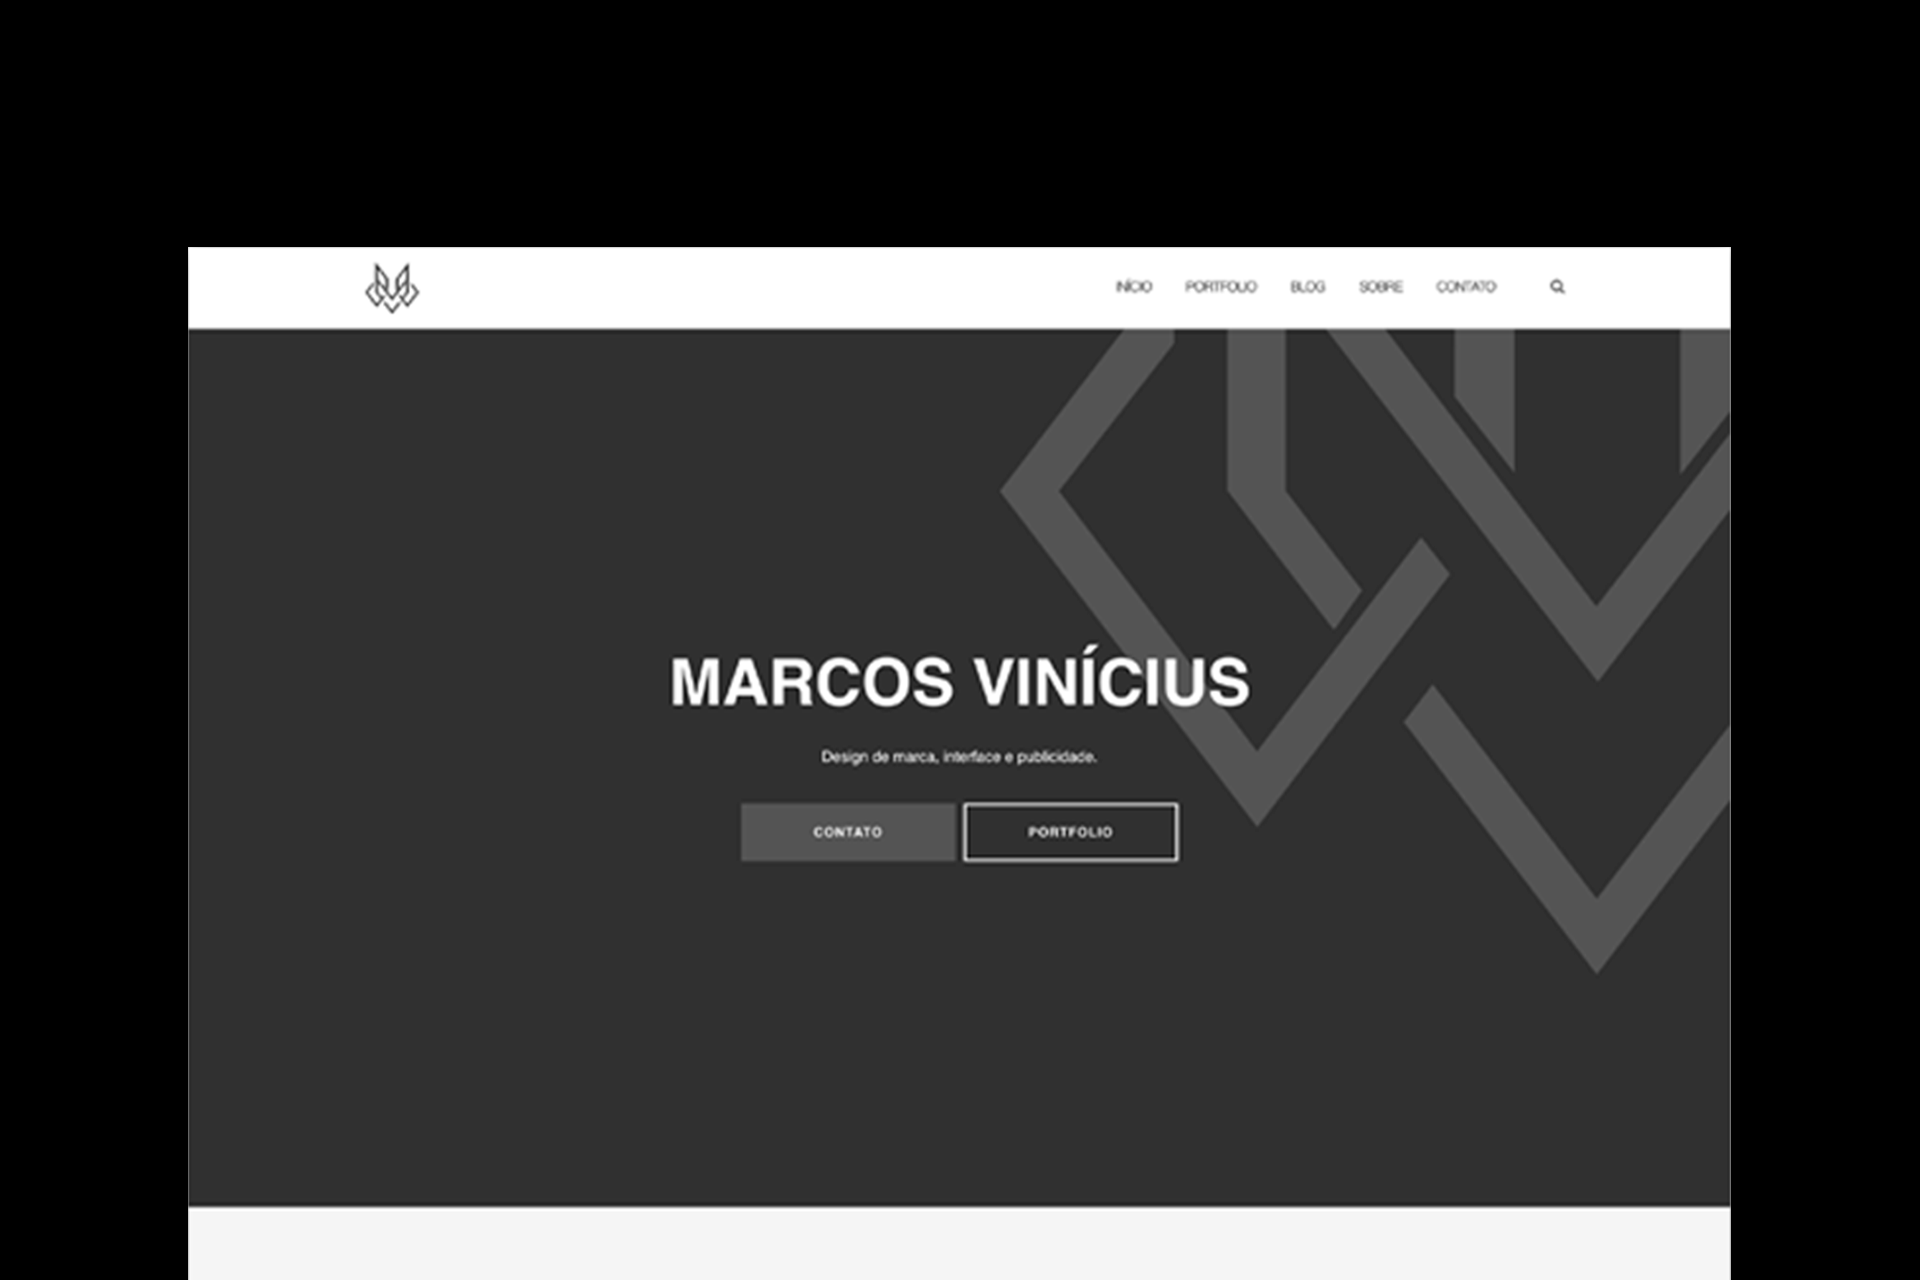 INÍCIO PORTFOLIO BLOG SOBRE CONTATO
MARCOS VINÍCIUS
Design de marca, interface e publicidade.
CONTATO PORTFOLIO